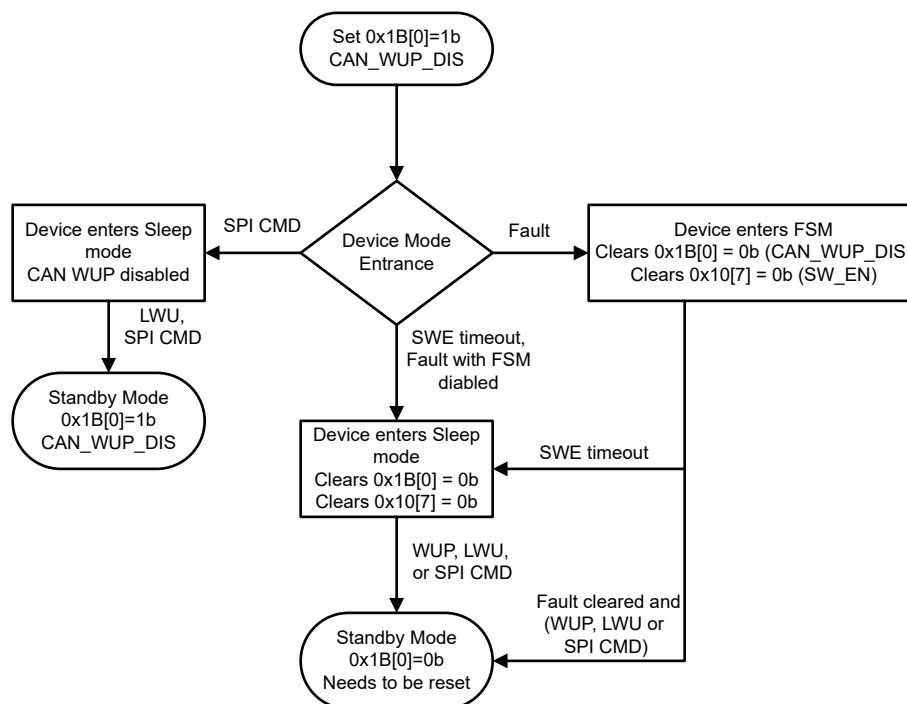 Set 0x1B[0]=1b
CAN_WUP_DIS
Device enters Sleep
mode
CAN WUP disabled
SPI CMD
Device Mode
Entrance
Fault
Device enters FSM
Clears 0x1B[0] = 0b (CAN_WUP_DIS
Clears 0x10[7] = 0b (SW_EN)
LWU,
SPI CMD
SWE timeout,
Fault with FSM
diabled
Standby Mode
0x1B[0]=1b
CAN_WUP_DIS
Device enters Sleep
mode
Clears 0x1B[0] = 0b
Clears 0x10[7] = 0b
SWE timeout
WUP, LWU,
or SPI CMD
Fault cleared and
(WUP, LWU or
SPI CMD)
Standby Mode
0x1B[0]=0b
Needs to be reset